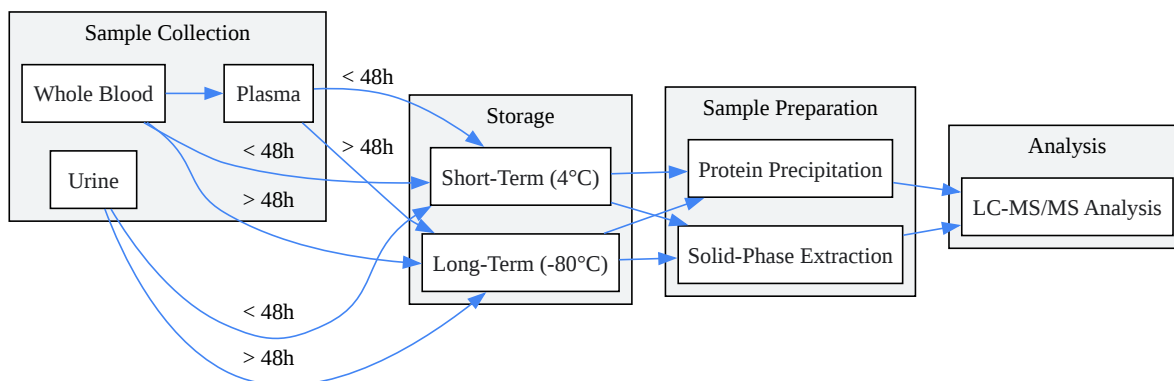 Sample Collection
Whole Blood
Plasma
Urine
< 48h
> 48h
< 48h
> 48h
< 48h
> 48h
Storage
Short-Term (4°C)
Long-Term (-80°C)
Sample Preparation
Protein Precipitation
Solid-Phase Extraction
Analysis
LC-MS/MS Analysis